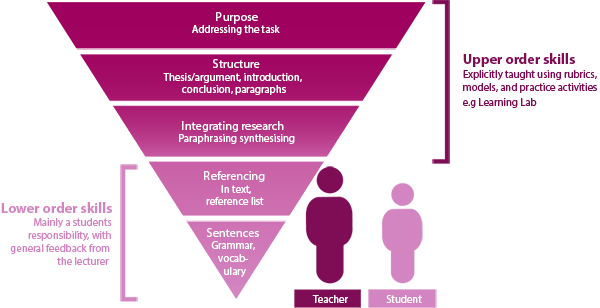 Purpose
Addressing the task
Structure
Thesis/argument, introduction,
conclusion, paragraphs
Integrating research
Paraphrasing synthesising
Referencing
In text,
reference list
Sentences
Grammar,
vocab-
ulary
Upper order skills
Explicitly taught using rubrics,
models, and practice activities
e.g Learning Lab
Lower order skills
Mainly a students
responsibility, with
general feedback from
the lecturer
Teacher
Student